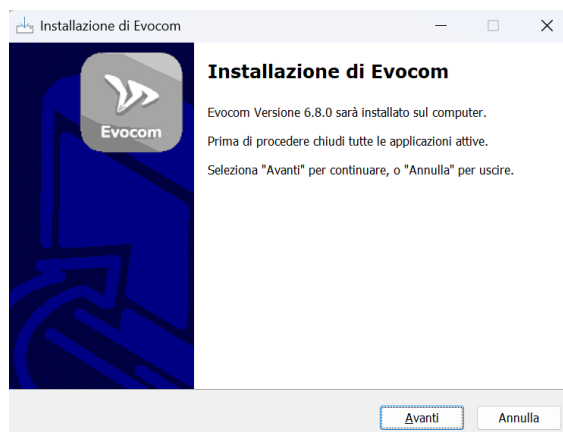 Installazione di Evocom
Installazione di Evocom
Evocom
Evocom Versione 6.8.0 sarà installato sul computer.
Prima di procedere chiudi tutte le applicazioni attive.
Seleziona "Avanti" per continuare, o "Annulla" per uscire.
Avanti
Annulla